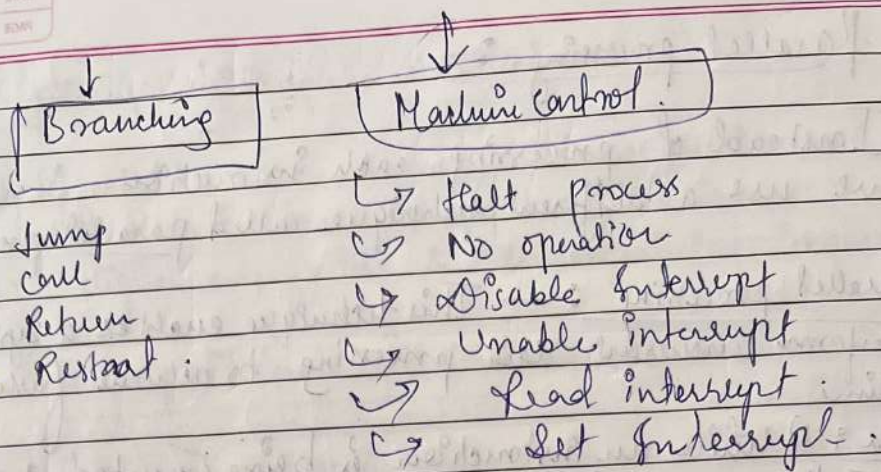 Branching
Machine control.
Jump
Call
Return
Restart.
Halt process
No operation
Disable Interrupt
Unable interrupt
Read interrupt.
Set Interrupt.